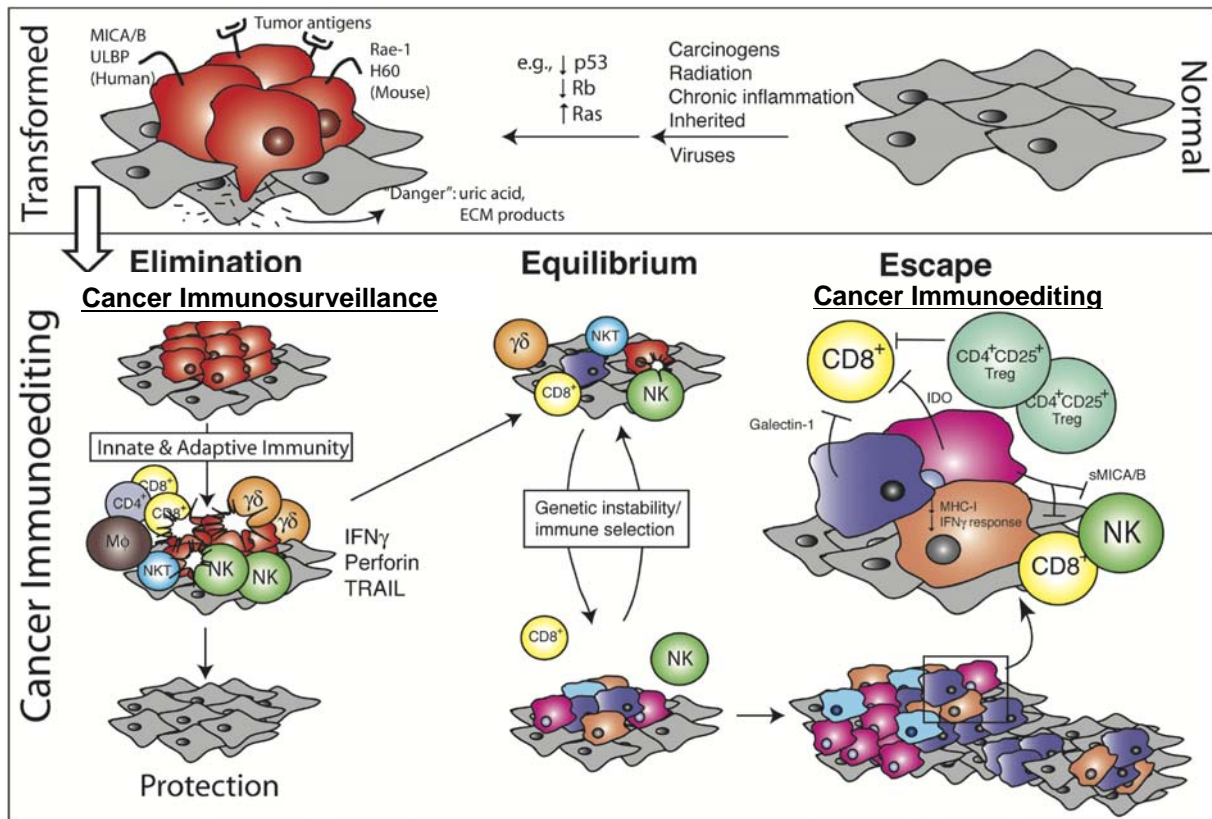 Transformed
MICA/B
ULBP
(Human)
Tumor antigens
Rae-1
H60
(Mouse)
"Danger": uric acid,
ECM products
e.g., ↓ p53
↓ Rb
↑ Ras
Carcinogens
Radiation
Chronic inflammation
Inherited
Viruses
Normal
Cancer Immunoediting
Elimination
Cancer Immunosurveillance
Innate & Adaptive Immunity
CD8⁺
CD4⁺
CD8⁺
γδ
γδ
Mϕ
NKT
NK
NK
IFNγ
Perforin
TRAIL
Protection
Equilibrium
γδ
NKT
CD8⁺
NK
Genetic instability/
immune selection
CD8⁺
NK
Escape
Cancer Immunoediting
CD8⁺
CD4⁺CD25⁺
Treg
CD4⁺CD25⁺
Treg
IDO
Galectin-1
sMICA/B
↓ MHC-I
↓ IFNγ response
NK
CD8⁺